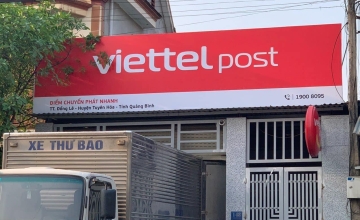 viettel post
1900 8095
ĐIỂM CHUYỂN PHÁT NHANH
TT. Đồng Lê - Huyện Tuyên Hóa - Tỉnh Quảng Bình
XE THƯ BÁO